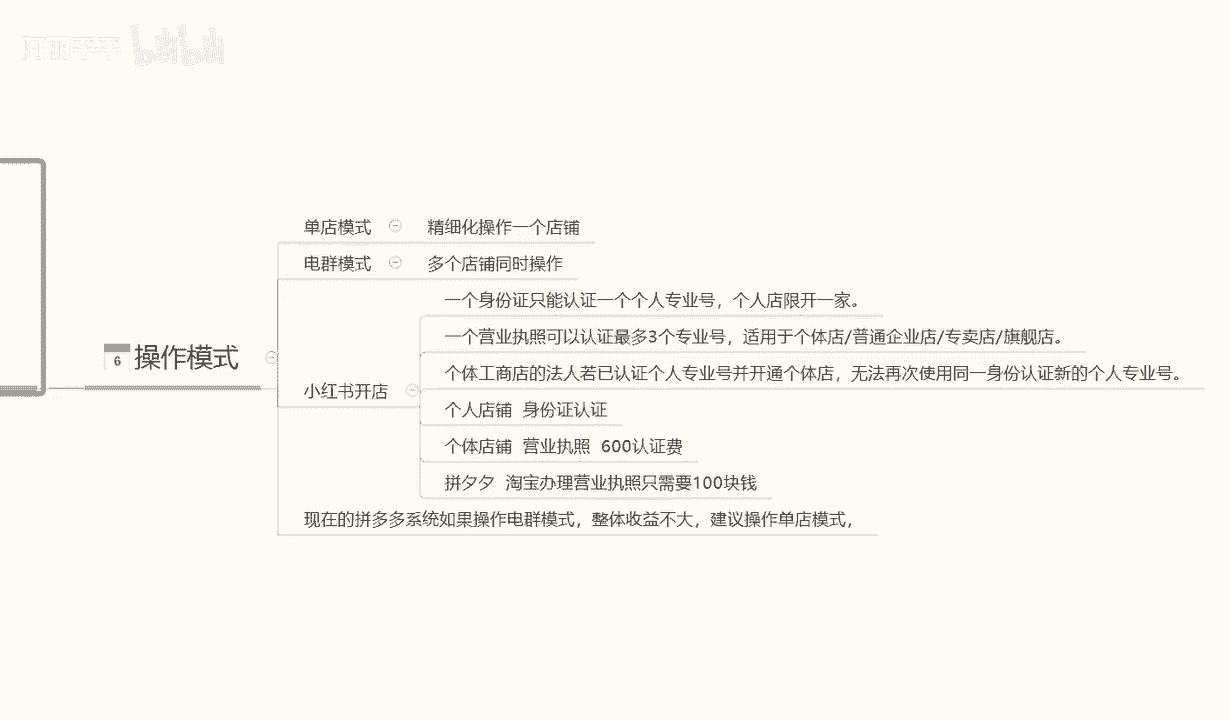 bilibili
单店模式 精细化操作一个店铺
电群模式 多个店铺同时操作
6 操作模式
小红书开店
一个身份证只能认证一个个人专业号，个人店限开一家。
一个营业执照可以认证最多3个专业号，适用于个体店/普通企业店/专卖店/旗舰店。
个体工商店的法人若已认证个人专业号并开通个体店，无法再次使用同一身份认证新的个人专业号。
个人店铺 身份证认证
个体店铺 营业执照 600认证费
拼夕夕 淘宝办理营业执照只需要100块钱
现在的拼多多系统如果操作电群模式，整体收益不大，建议操作单店模式，